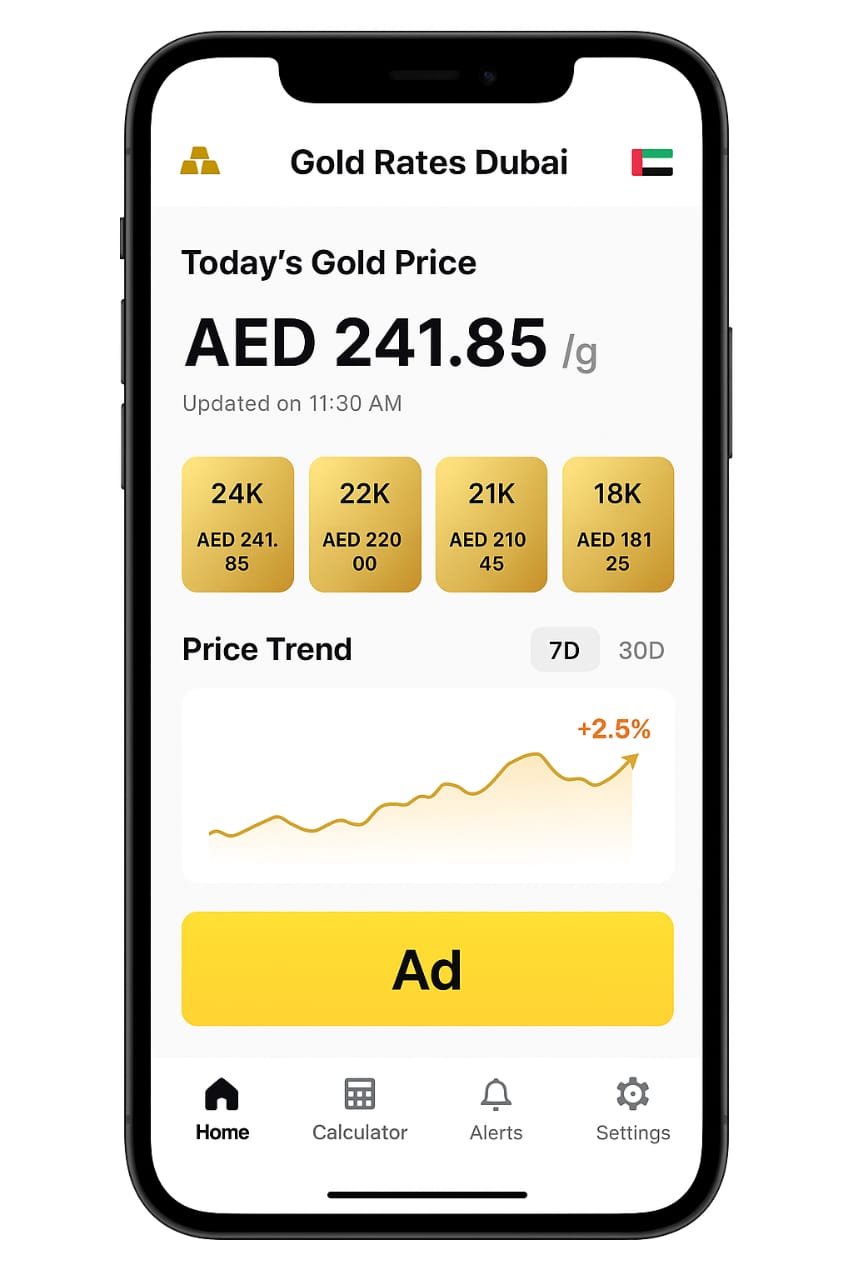 Gold Rates Dubai
Today's Gold Price
AED 241.85 /g
Updated on 11:30 AM
24K
AED 241.
85
22K
AED 220
00
21K
AED 210
45
18K
AED 181
25
Price Trend
7D
30D
+2.5%
Ad
Home
Calculator
Alerts
Settings